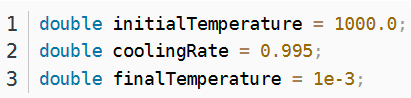 1 double initialTemperature = 1000.0;
2 double coolingRate = 0.995;
3 double finalTemperature = 1e-3;